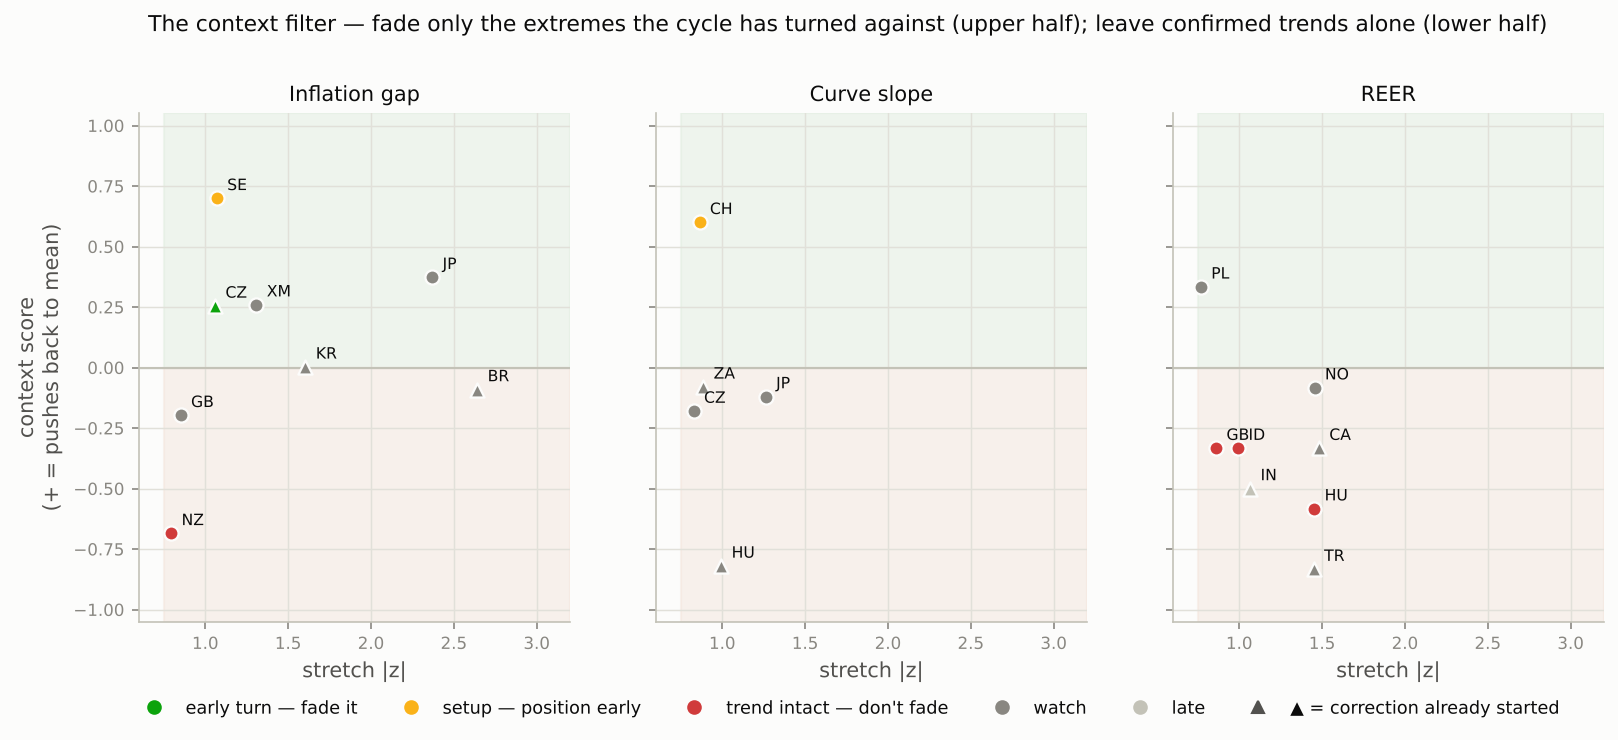 The context filter — fade only the extremes the cycle has turned against (upper half); leave confirmed trends alone (lower half)
Inflation gap
Curve slope
REER
context score
(+ = pushes back to mean)
1.00
0.75
0.50
0.25
0.00
−0.25
−0.50
−0.75
−1.00
SE
JP
CZ
XM
KR
BR
GB
NZ
CH
ZA
CZ
JP
HU
PL
NO
GB
ID
CA
IN
HU
TR
1.0 1.5 2.0 2.5 3.0
1.0 1.5 2.0 2.5 3.0
1.0 1.5 2.0 2.5 3.0
stretch |z|
stretch |z|
stretch |z|
early turn — fade it
setup — position early
trend intact — don't fade
watch
late
▲ = correction already started